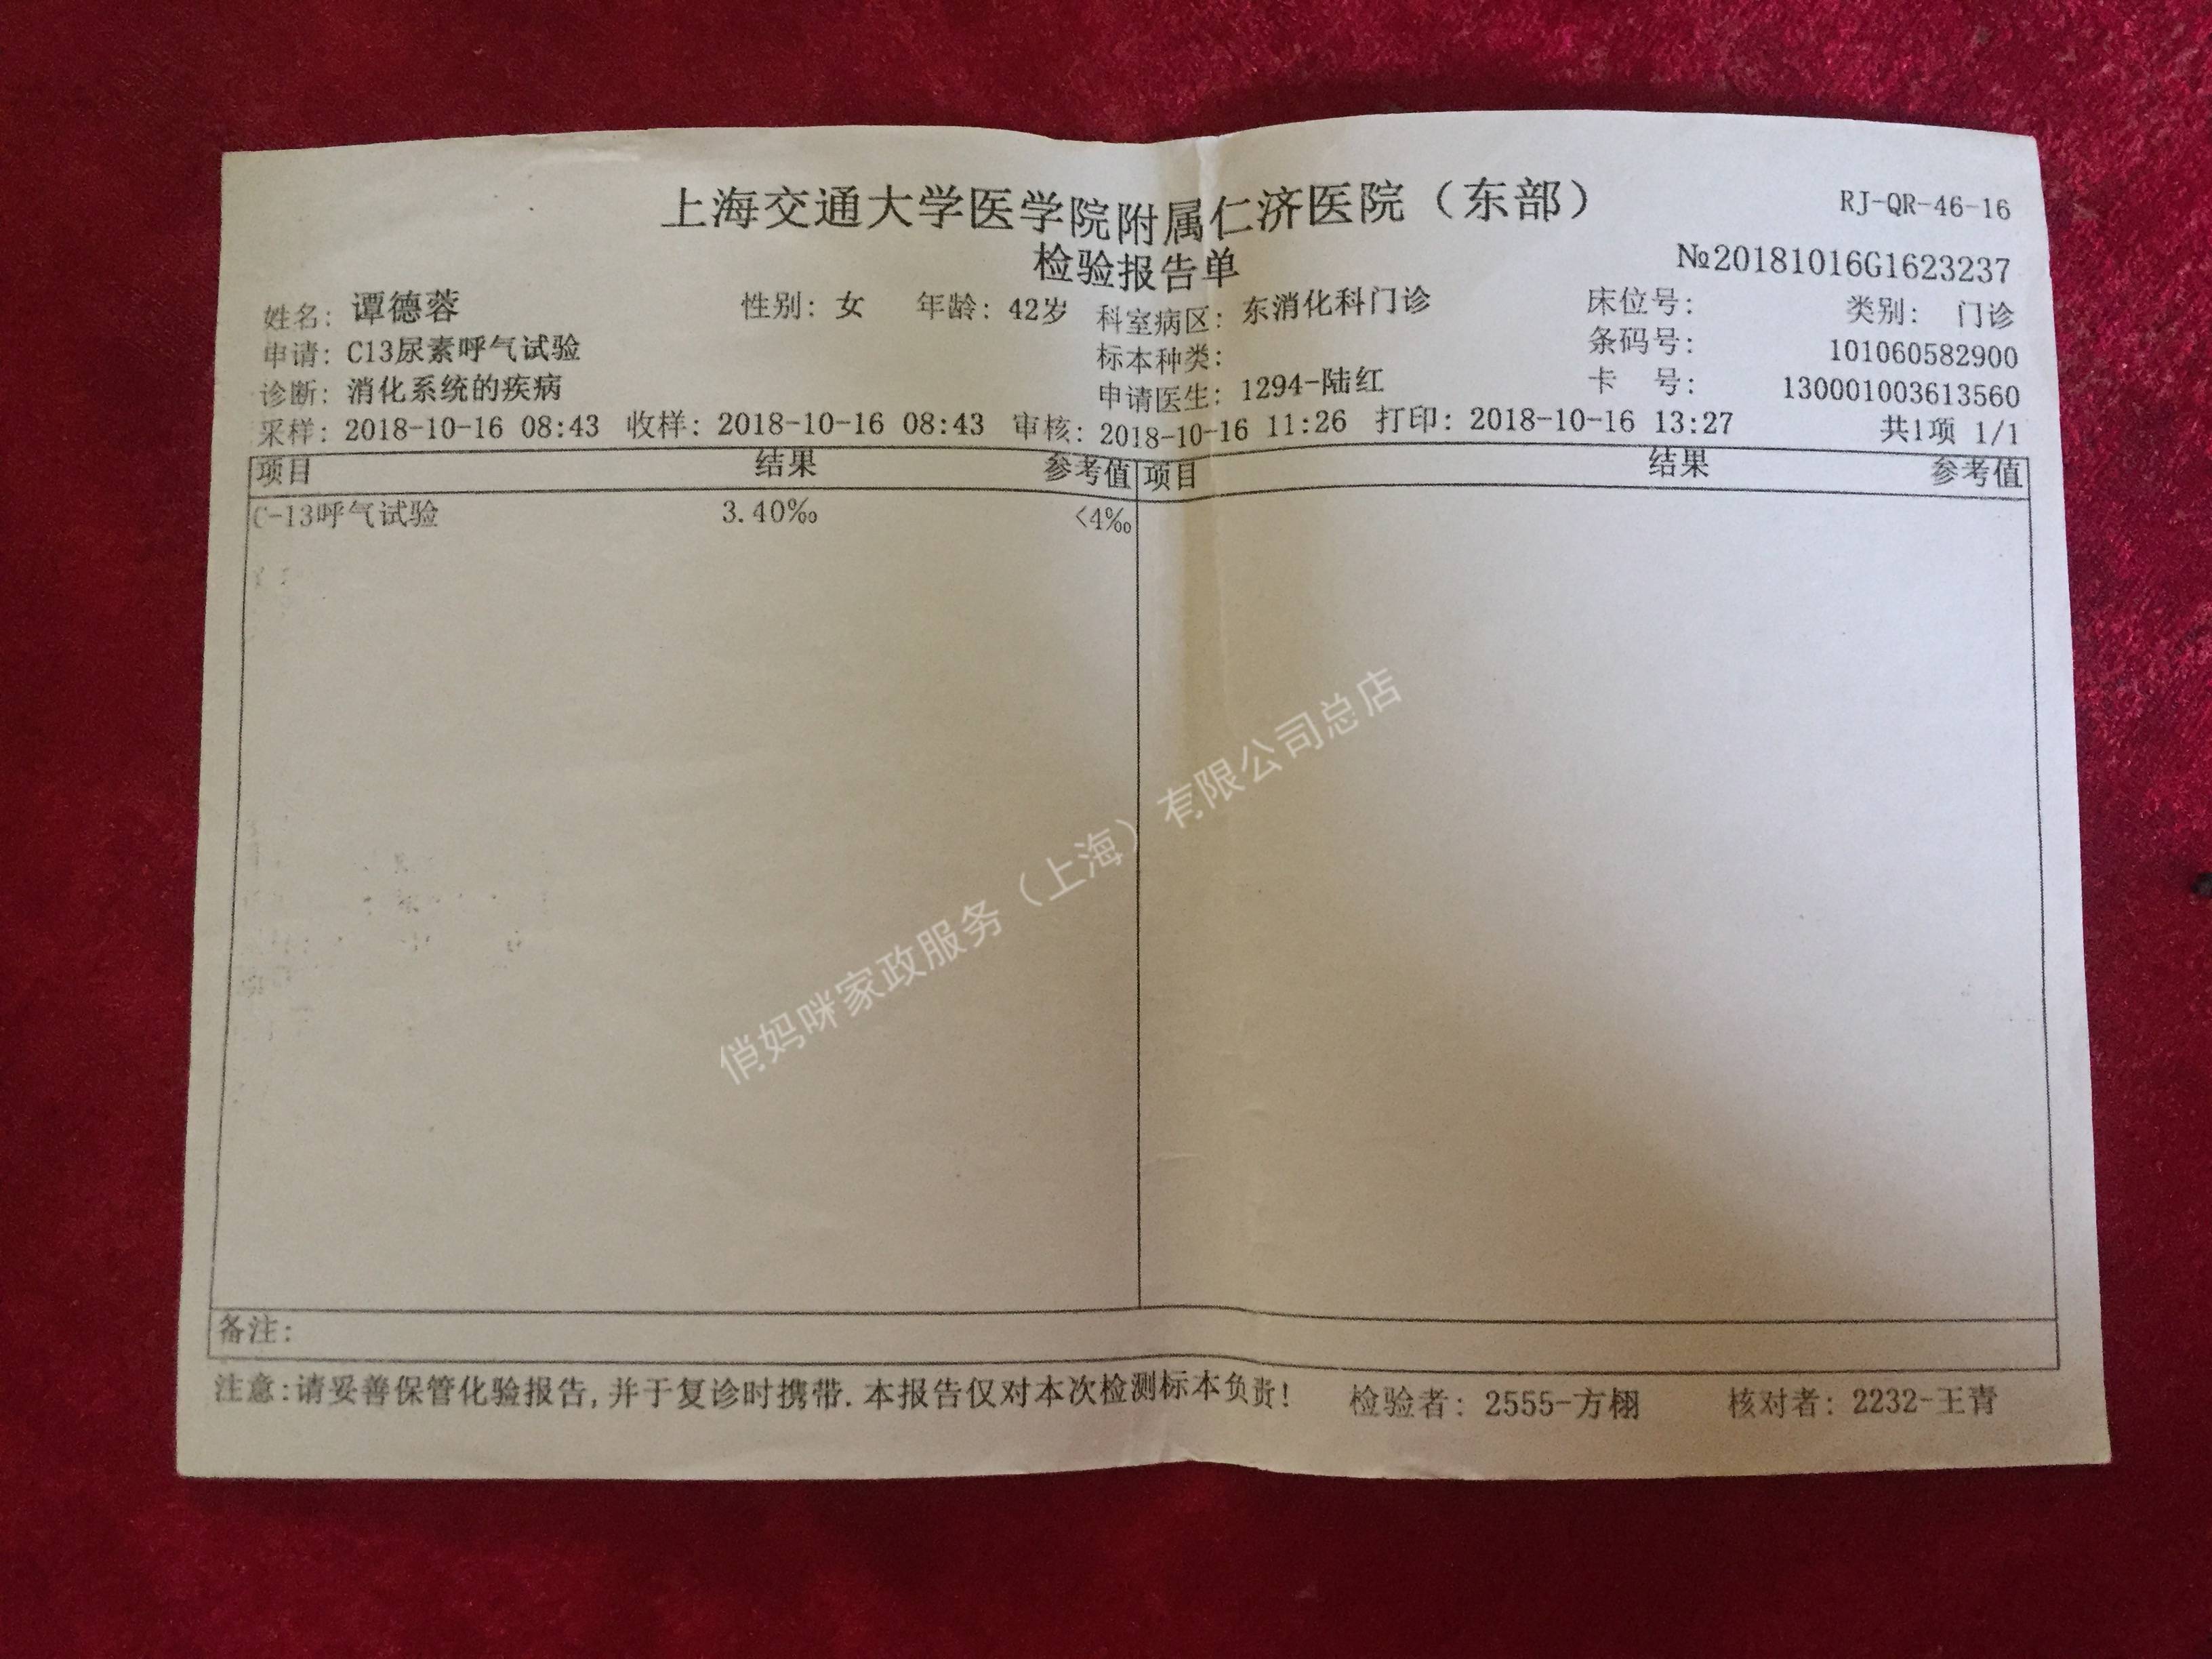 上海交通大学医学院附属仁济医院（东部）
RJ-QR-46-16
检验报告单
№20181016G1623237
姓名: 谭德蓉 性别: 女 年龄: 42岁 科室病区: 东消化科门诊 床位号: 类别: 门诊
申请: C13尿素呼气试验 标本种类: 条码号: 101060582900
诊断: 消化系统的疾病 申请医生: 1294-陆红 卡 号: 130001003613560
采样: 2018-10-16 08:43 收样: 2018-10-16 08:43 审核: 2018-10-16 11:26 打印: 2018-10-16 13:27 共1项 1/1
项目 结果 参考值 项目 结果 参考值
C-13呼气试验 3.40‰ <4‰
俏妈咪家政服务（上海）有限公司总店
备注:
注意:请妥善保管化验报告,并于复诊时携带.本报告仅对本次检测标本负责! 检验者: 2555-方栩 核对者: 2232-王青